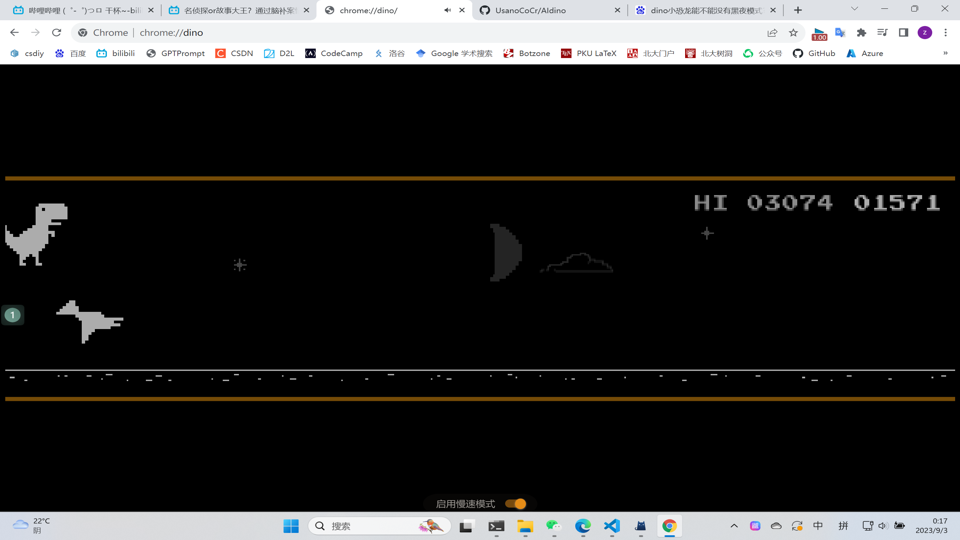 哔哩哔哩 (゜-゜)つロ 干杯~-bili
名侦探or故事大王？通过脑补案
chrome://dino/
UsanoCoCr/AIdino
dino小恐龙能不能没有黑夜模式
Chrome | chrome://dino
1.00
z
csdiy
百度
bilibili
GPTPrompt
CSDN
D2L
CodeCamp
Google 学术搜索
洛谷
Botzone
PKU LaTeX
北大门户
北大树洞
公众号
GitHub
Azure
»
HI 03074 01571
1
启用慢速模式
22°C
阴
搜索
中
拼
0:17
2023/9/3